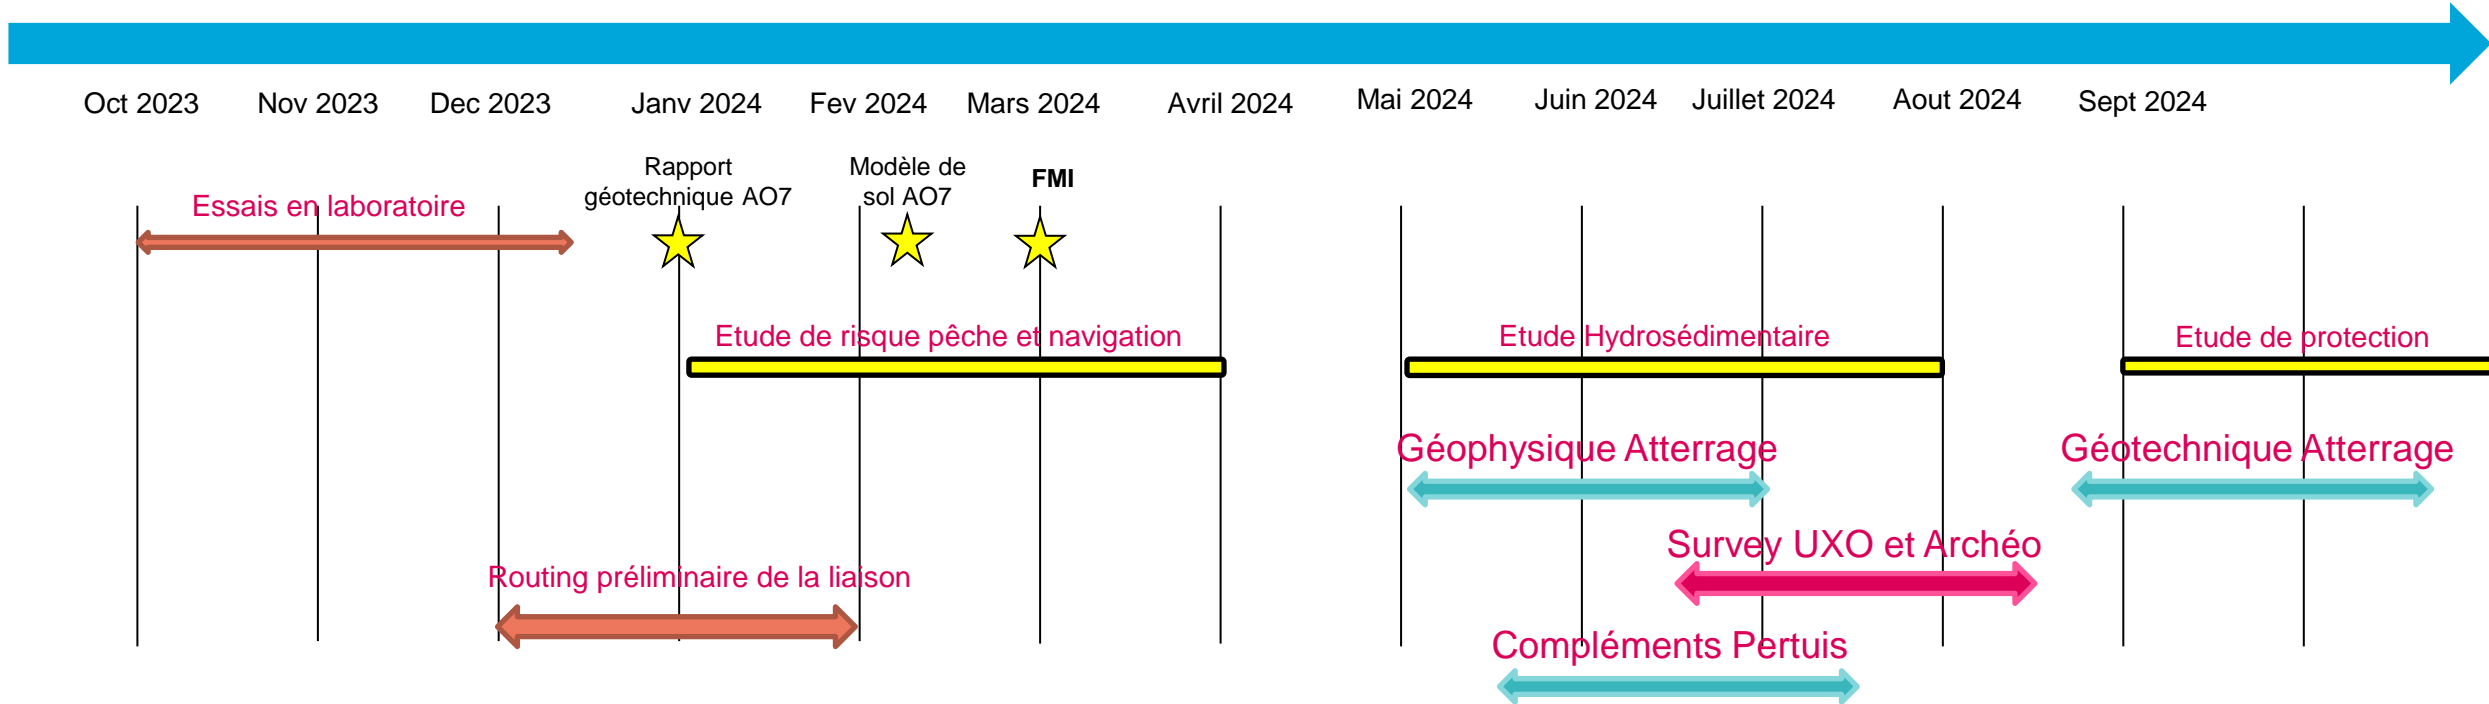 Oct 2023
Nov 2023
Dec 2023
Janv 2024
Fev 2024
Mars 2024
Avril 2024
Mai 2024
Juin 2024
Juillet 2024
Aout 2024
Sept 2024
Essais en laboratoire
Rapport
géotechnique AO7
Modèle de
sol AO7
FMI
Etude de risque pêche et navigation
Etude Hydrosédimentaire
Etude de protection
Géophysique Atterrage
Géotechnique Atterrage
Survey UXO et Archéo
Routing préliminaire de la liaison
Compléments Pertuis